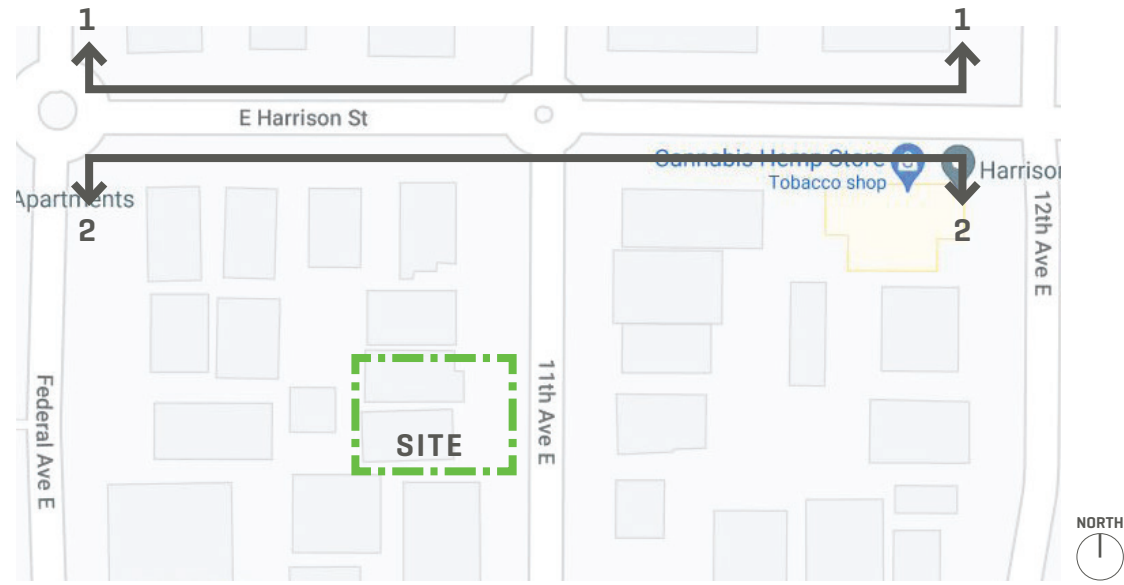 1
1
E Harrison St
Cannabis Hemp Store
Tobacco shop
Harrison
Apartments
2
2
12th Ave E
11th Ave E
Federal Ave E
SITE
NORTH